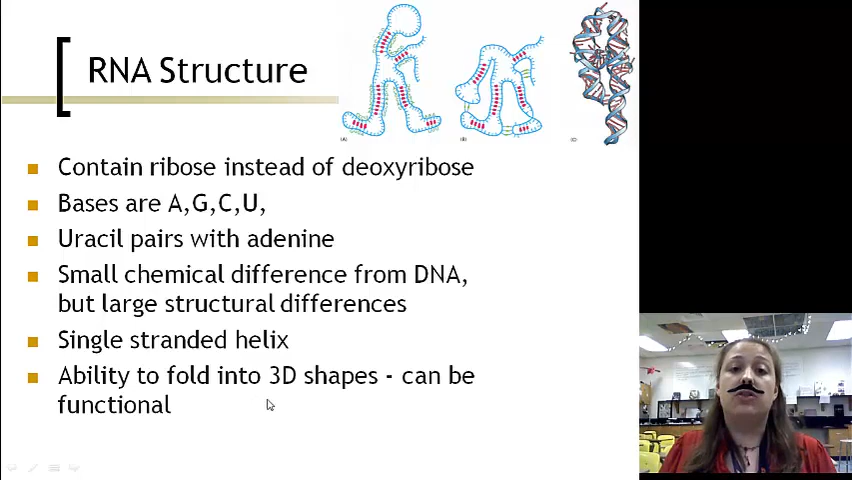 RNA Structure
(A)
(B)
(C)
Contain ribose instead of deoxyribose
Bases are A,G,C,U,
Uracil pairs with adenine
Small chemical difference from DNA,
but large structural differences
Single stranded helix
Ability to fold into 3D shapes - can be
functional